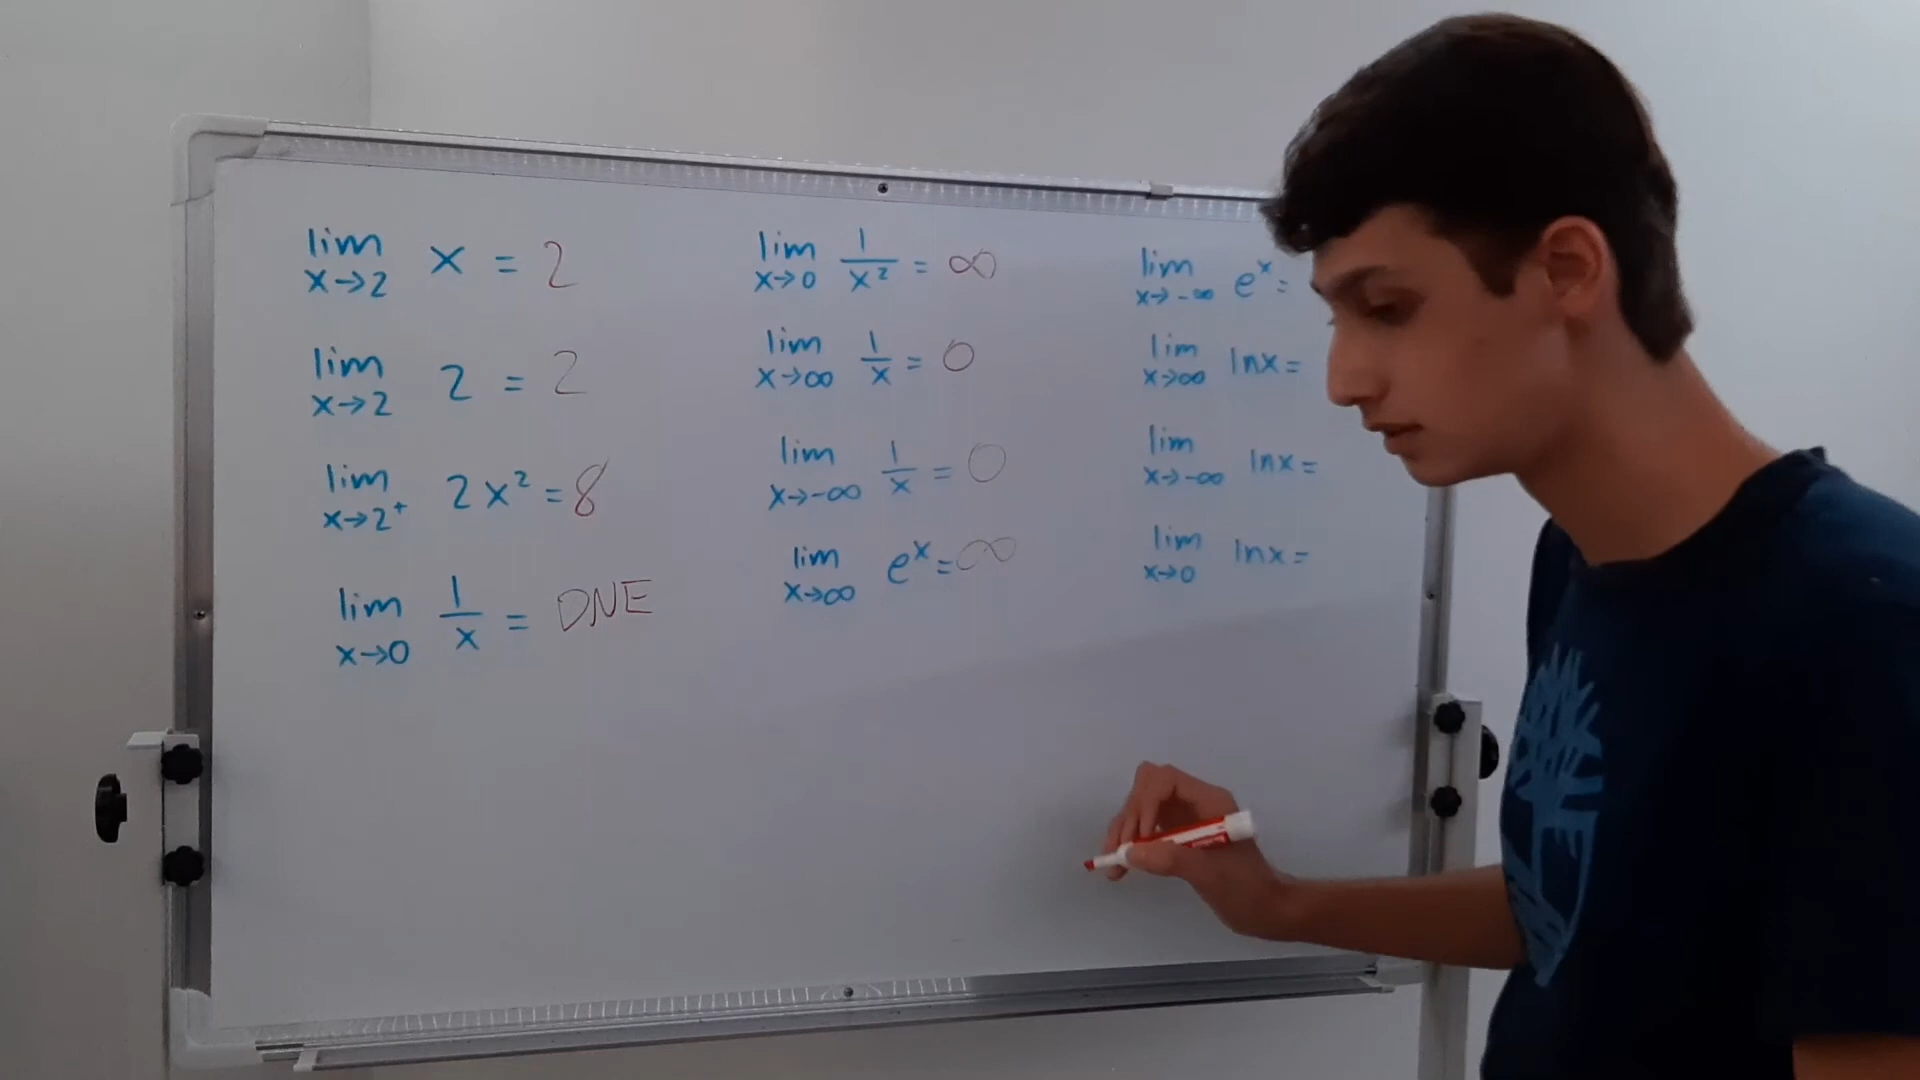 lim x→2 x = 2
lim x→2 2 = 2
lim x→2⁺ 2x² = 8
lim x→0 1/x = DNE
lim x→0 1/x² = ∞
lim x→∞ 1/x = 0
lim x→-∞ 1/x = 0
lim x→∞ eˣ = ∞
lim x→-∞ eˣ =
lim x→∞ lnx =
lim x→-∞ lnx =
lim x→0 lnx =